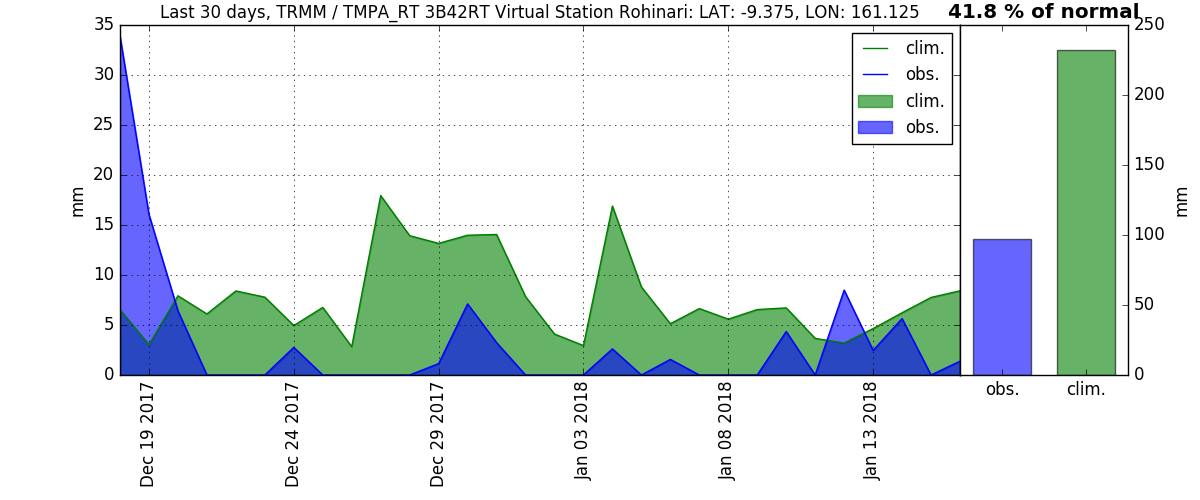 Last 30 days, TRMM / TMPA_RT 3B42RT Virtual Station Rohinari: LAT: -9.375, LON: 161.125
41.8 % of normal
35
30
25
20
15
10
5
0
mm
clim.
obs.
clim.
obs.
250
200
150
100
50
0
mm
obs.
clim.
Dec 19 2017
Dec 24 2017
Dec 29 2017
Jan 03 2018
Jan 08 2018
Jan 13 2018